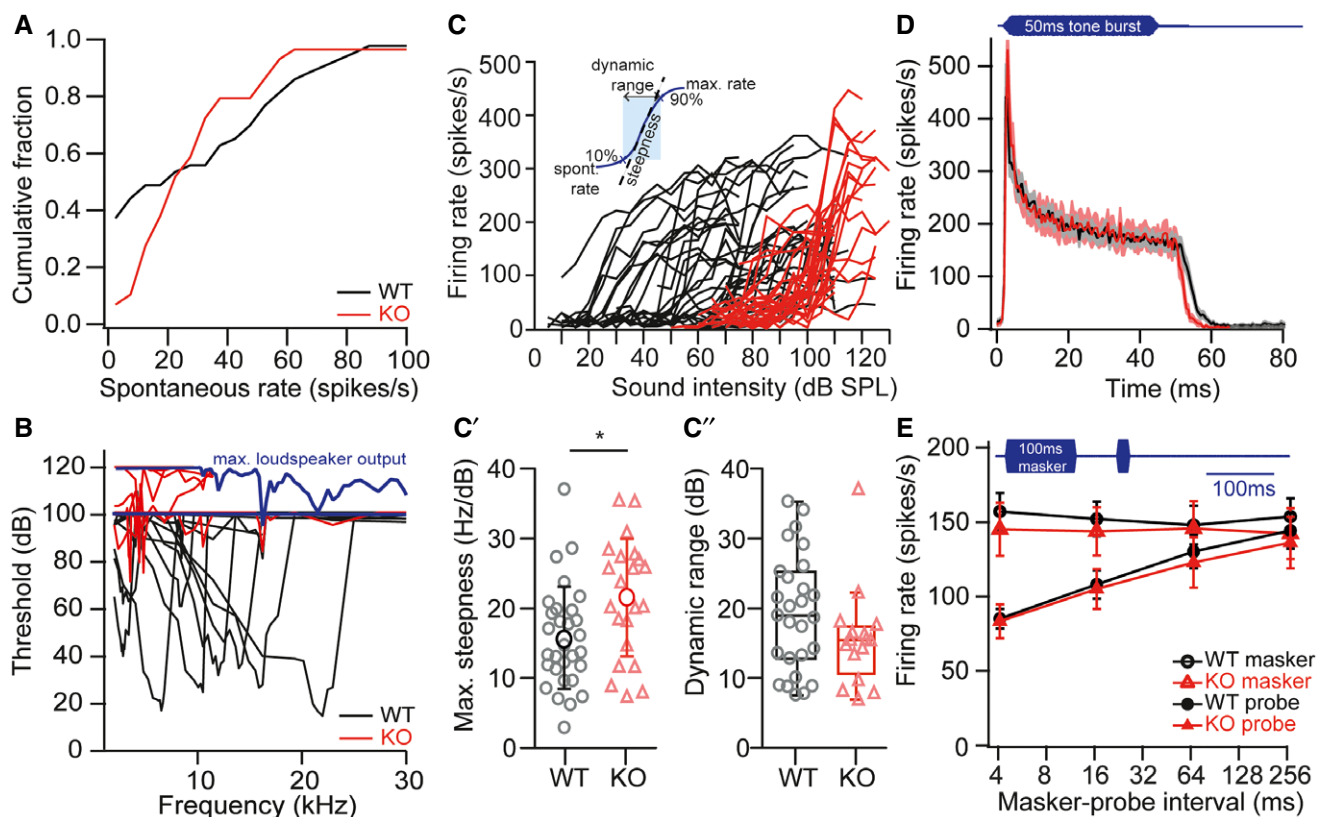 A
Cumulative fraction
1.0
0.8
0.6
0.4
0.2
0.0
WT
KO
0
20
40
60
80
100
Spontaneous rate (spikes/s)
B
Threshold (dB)
120
100
80
60
40
20
0
max. loudspeaker output
WT
KO
10
20
30
Frequency (kHz)
C
Firing rate (spikes/s)
500
400
300
200
100
0
dynamic
range
max. rate
90%
steepness
10%
spont.
rate
0
20
40
60
80
100
120
Sound intensity (dB SPL)
C′
*
Max. steepness (Hz/dB)
40
30
20
10
0
WT
KO
C″
Dynamic range (dB)
40
30
20
10
0
WT
KO
D
50ms tone burst
Firing rate (spikes/s)
500
400
300
200
100
0
0
20
40
60
80
Time (ms)
E
Firing rate (spikes/s)
200
150
100
50
0
100ms
masker
100ms
WT masker
KO masker
WT probe
KO probe
4
8
16
32
64
128
256
Masker-probe interval (ms)